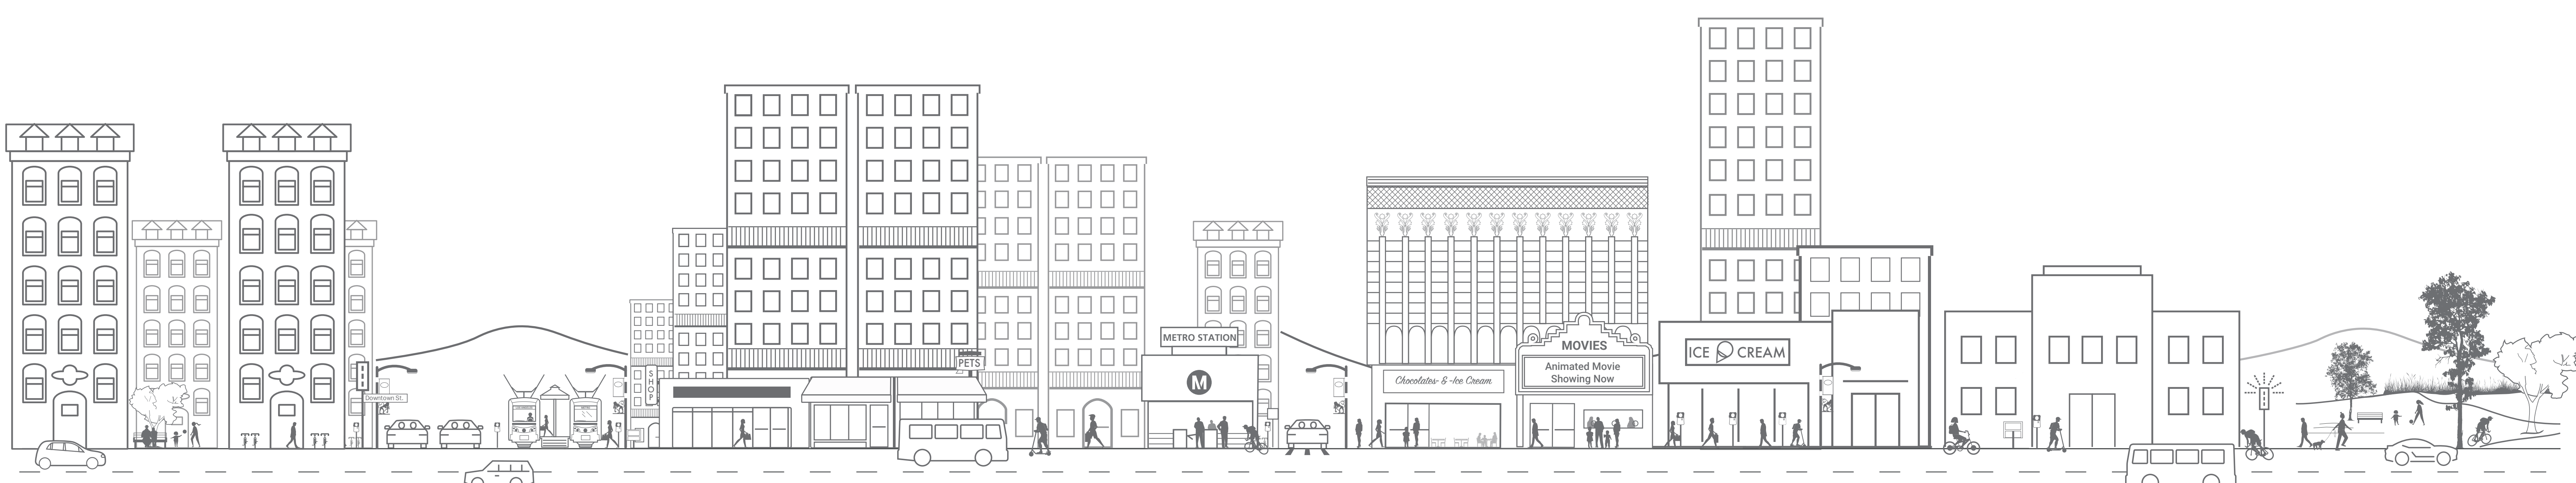 Downtown St.
SHOP
PETS
METRO STATION
M
Chocolates & Ice Cream
MOVIES
Animated Movie
Showing Now
ICE CREAM